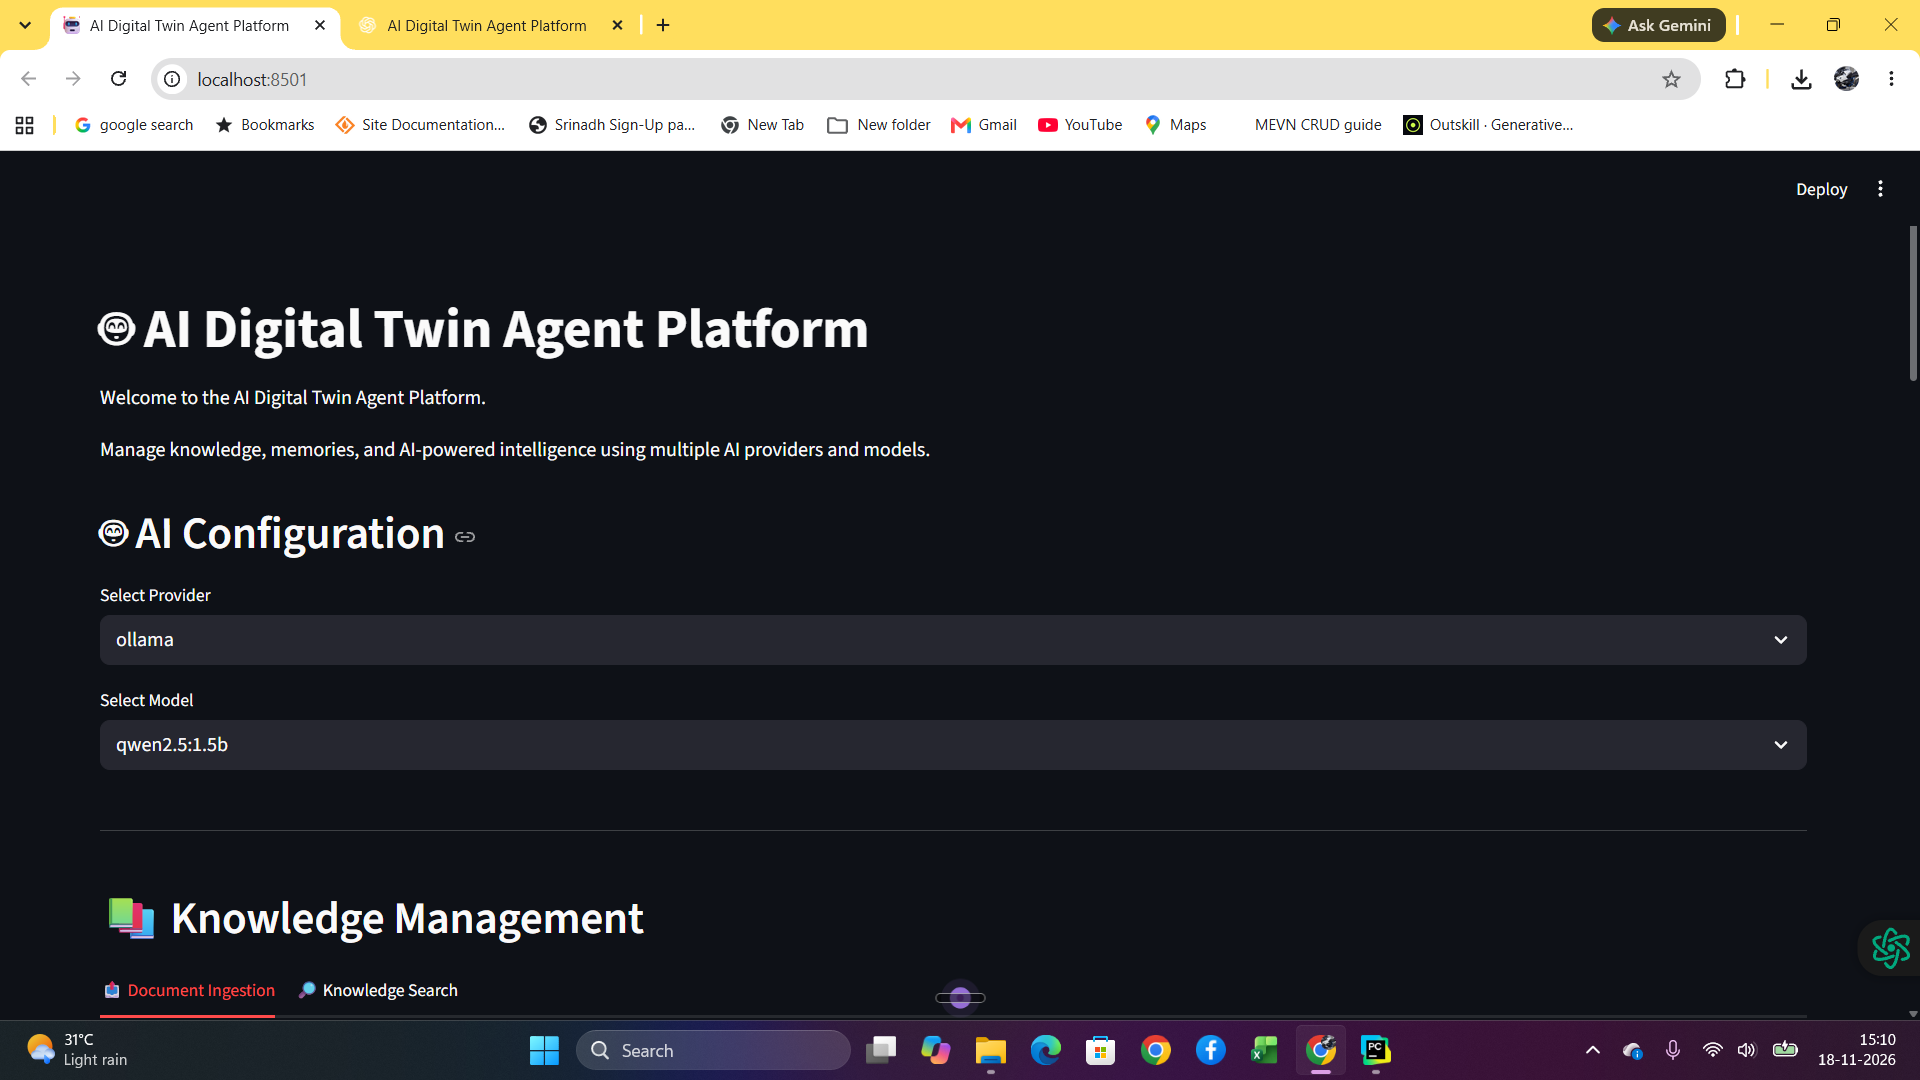 AI Digital Twin Agent Platform
AI Digital Twin Agent Platform
Ask Gemini
localhost:8501
google search
Bookmarks
Site Documentation...
Srinadh Sign-Up pa...
New Tab
New folder
Gmail
YouTube
Maps
MEVN CRUD guide
Outskill · Generative...
Deploy
AI Digital Twin Agent Platform
Welcome to the AI Digital Twin Agent Platform.
Manage knowledge, memories, and AI-powered intelligence using multiple AI providers and models.
AI Configuration
Select Provider
ollama
Select Model
qwen2.5:1.5b
Knowledge Management
Document Ingestion
Knowledge Search
31°C
Light rain
Search
PC
15:10
18-11-2026